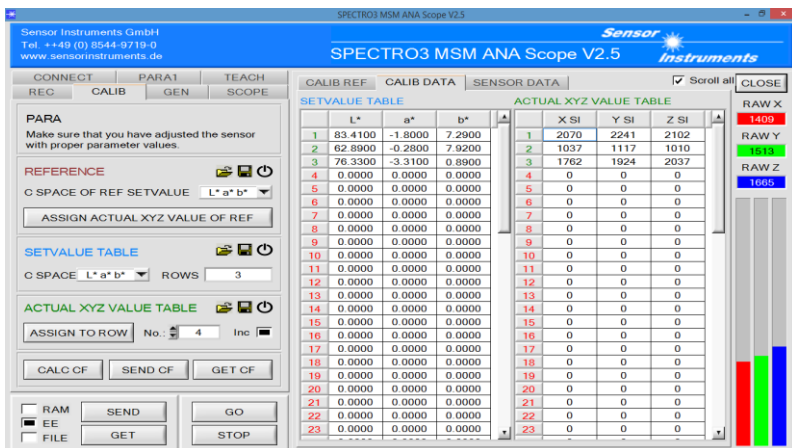 SPECTRO3 MSM ANA Scope V2.5
Sensor Instruments GmbH
Tel. ++49 (0) 8544-9719-0
www.sensorinstruments.de
SPECTRO3 MSM ANA Scope V2.5
Sensor
Instruments
CONNECT PARA1 TEACH
REC CALIB GEN SCOPE
PARA
Make sure that you have adjusted the sensor
with proper parameter values.
REFERENCE
C SPACE OF REF SETVALUE L* a* b*
ASSIGN ACTUAL XYZ VALUE OF REF
SETVALUE TABLE
C SPACE L* a* b* ROWS 3
ACTUAL XYZ VALUE TABLE
ASSIGN TO ROW No.: 4 Inc
CALC CF SEND CF GET CF
RAM
EE
FILE
SEND GO
GET STOP
CALIB REF CALIB DATA SENSOR DATA
Scroll all
SETVALUE TABLE
L* a* b*
1 83.4100 -1.8000 7.2900
2 62.8900 -0.2800 7.9200
3 76.3300 -3.3100 0.8900
4 0.0000 0.0000 0.0000
5 0.0000 0.0000 0.0000
6 0.0000 0.0000 0.0000
7 0.0000 0.0000 0.0000
8 0.0000 0.0000 0.0000
9 0.0000 0.0000 0.0000
10 0.0000 0.0000 0.0000
11 0.0000 0.0000 0.0000
12 0.0000 0.0000 0.0000
13 0.0000 0.0000 0.0000
14 0.0000 0.0000 0.0000
15 0.0000 0.0000 0.0000
16 0.0000 0.0000 0.0000
17 0.0000 0.0000 0.0000
18 0.0000 0.0000 0.0000
19 0.0000 0.0000 0.0000
20 0.0000 0.0000 0.0000
21 0.0000 0.0000 0.0000
22 0.0000 0.0000 0.0000
23 0.0000 0.0000 0.0000
ACTUAL XYZ VALUE TABLE
X SI Y SI Z SI
1 2070 2241 2102
2 1037 1117 1010
3 1762 1924 2037
4 0 0 0
5 0 0 0
6 0 0 0
7 0 0 0
8 0 0 0
9 0 0 0
10 0 0 0
11 0 0 0
12 0 0 0
13 0 0 0
14 0 0 0
15 0 0 0
16 0 0 0
17 0 0 0
18 0 0 0
19 0 0 0
20 0 0 0
21 0 0 0
22 0 0 0
23 0 0 0
CLOSE
RAW X
1409
RAW Y
1513
RAW Z
1665